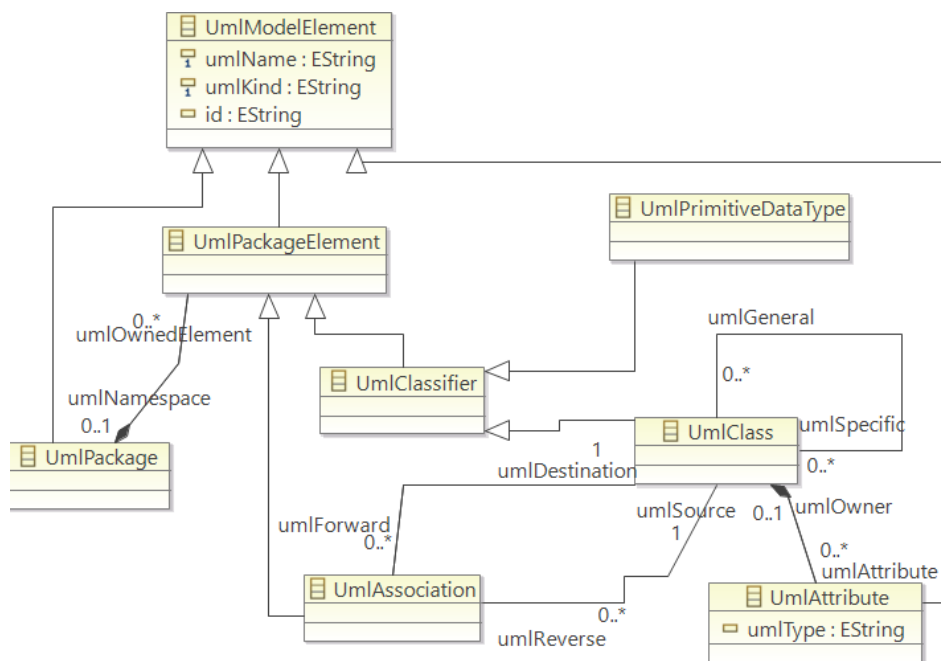 UmlModelElement
1 umlName : EString
1 umlKind : EString
id : EString
UmlPrimitiveDataType
UmlPackageElement
0..*
umlOwnedElement
umlGeneral
0..*
UmlClassifier
umlNamespace
0..1
umlSpecific
0..*
UmlClass
1
umlDestination
UmlPackage
umlSource
1
0..1
umlOwner
umlForward
0..*
0..*
umlAttribute
UmlAssociation
0..*
umlReverse
UmlAttribute
umlType : EString